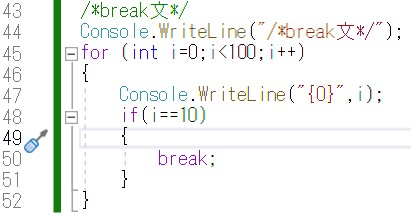 43 /*break文*/
44 Console.WriteLine("/*break文*/");
45 for (int i=0;i<100;i++)
46 {
47 Console.WriteLine("{0}",i);
48 if(i==10)
49 {
50 break;
51 }
52 }